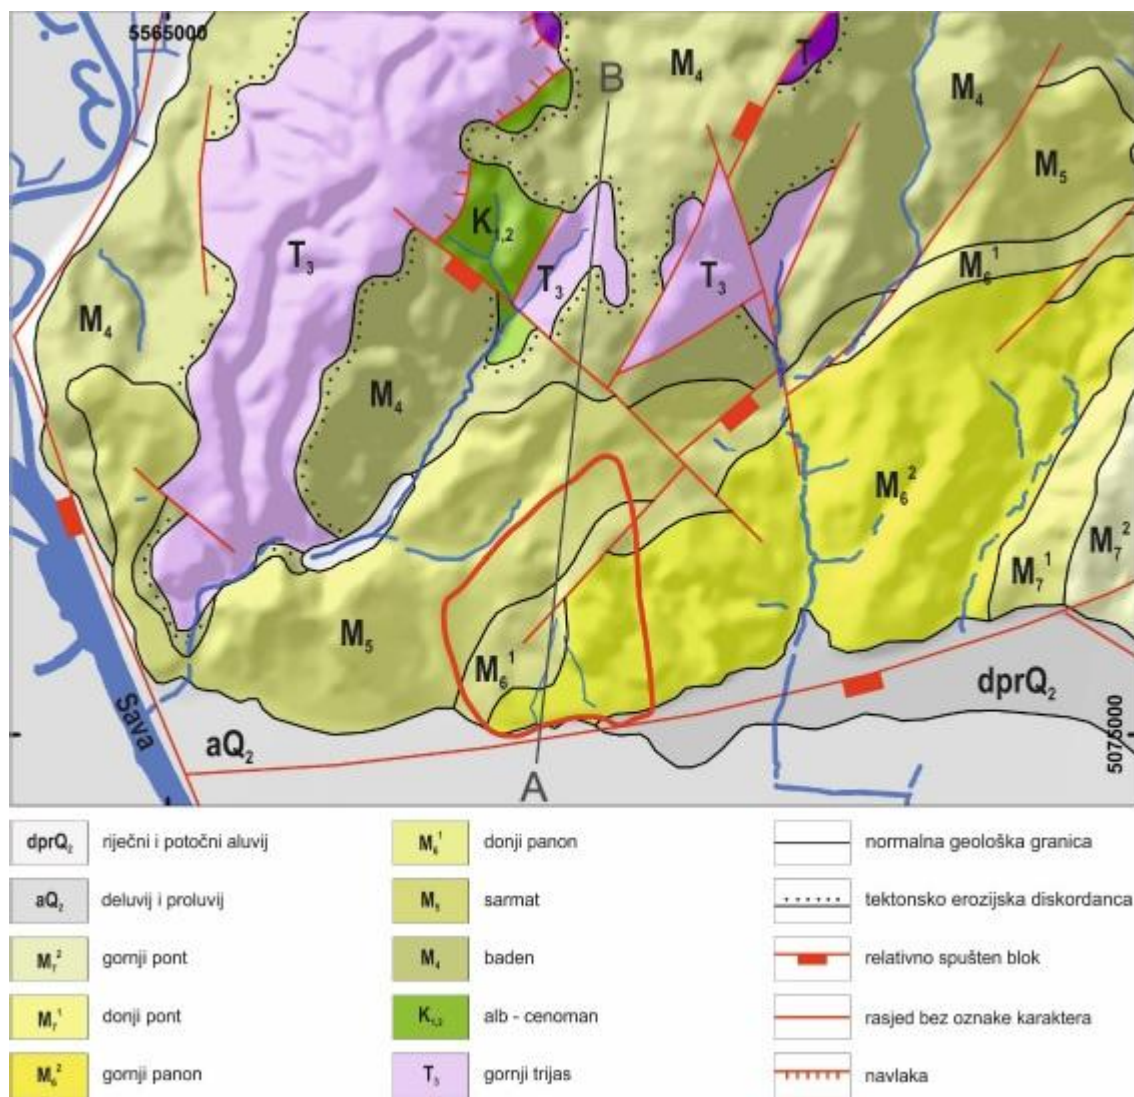 5565000
M₄
B
T₂
M₄
M₅
K₁,₂
T₃
T₃
T₃
M₆¹
M₄
M₄
M₆²
M₇²
M₇¹
M₅
M₆¹
dprQ₂
Sava
aQ₂
5075000
A
dprQ₂ riječni i potočni aluvij
aQ₂ deluvij i proluvij
M₇² gornji pont
M₇¹ donji pont
M₆² gornji panon
M₆¹ donji panon
M₅ sarmat
M₄ baden
K₁,₂ alb - cenoman
T₃ gornji trijas
normalna geološka granica
tektonsko erozijska diskordanca
relativno spušten blok
rasjed bez oznake karaktera
navlaka